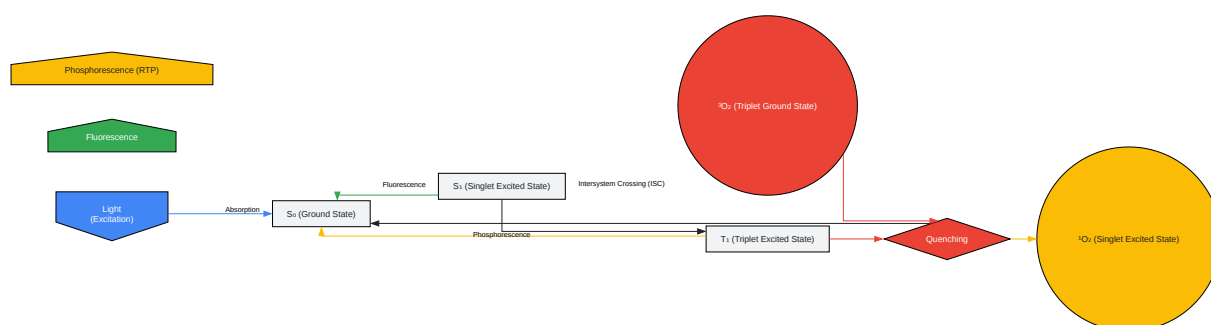 Phosphorescence (RTP)
Fluorescence
Light
(Excitation)
Absorption
S₀ (Ground State)
Fluorescence
S₁ (Singlet Excited State)
Intersystem Crossing (ISC)
Phosphorescence
T₁ (Triplet Excited State)
³O₂ (Triplet Ground State)
Quenching
¹O₂ (Singlet Excited State)